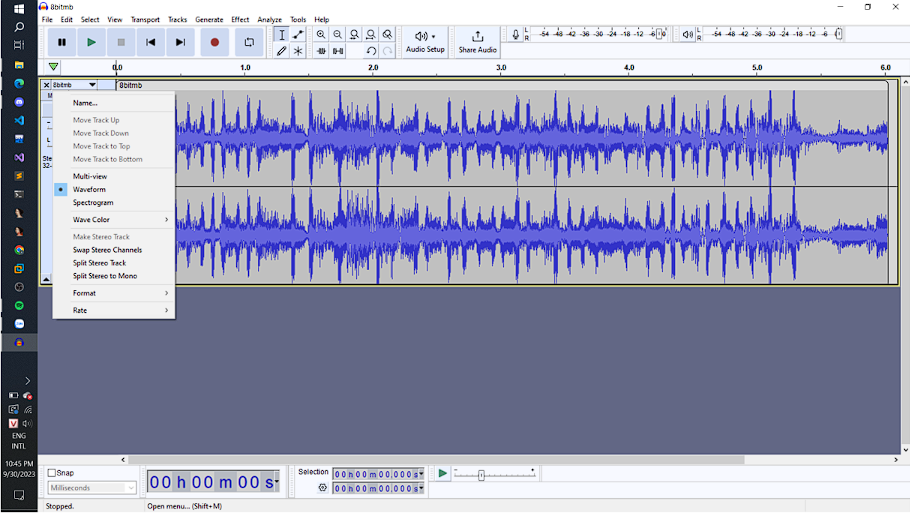 8bitmb
File Edit Select View Transport Tracks Generate Effect Analyze Tools Help
Audio Setup
Share Audio
L
R
-54 -48 -42 -36 -30 -24 -18 -12 -6 0
L
R
-54 -48 -42 -36 -30 -24 -18 -12 -6
0.0 1.0 2.0 3.0 4.0 5.0 6.0
8bitmb
8bitmb
Name...
Move Track Up
Move Track Down
Move Track to Top
Move Track to Bottom
Multi-view
Waveform
Spectrogram
Wave Color
Make Stereo Track
Swap Stereo Channels
Split Stereo Track
Split Stereo to Mono
Format
Rate
ENG
INTL
10:45 PM
9/30/2023
Snap
Milliseconds
00 h 00 m 00 s
Selection
00 h 00 m 00.000 s
00 h 00 m 00.000 s
Stopped.
Open menu... (Shift+M)